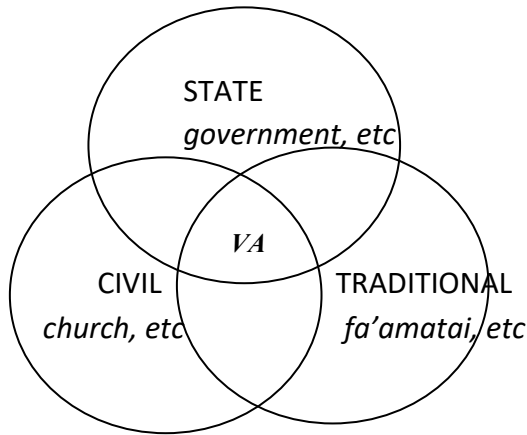 STATE
government, etc
VA
CIVIL
church, etc
TRADITIONAL
fa’amatai, etc